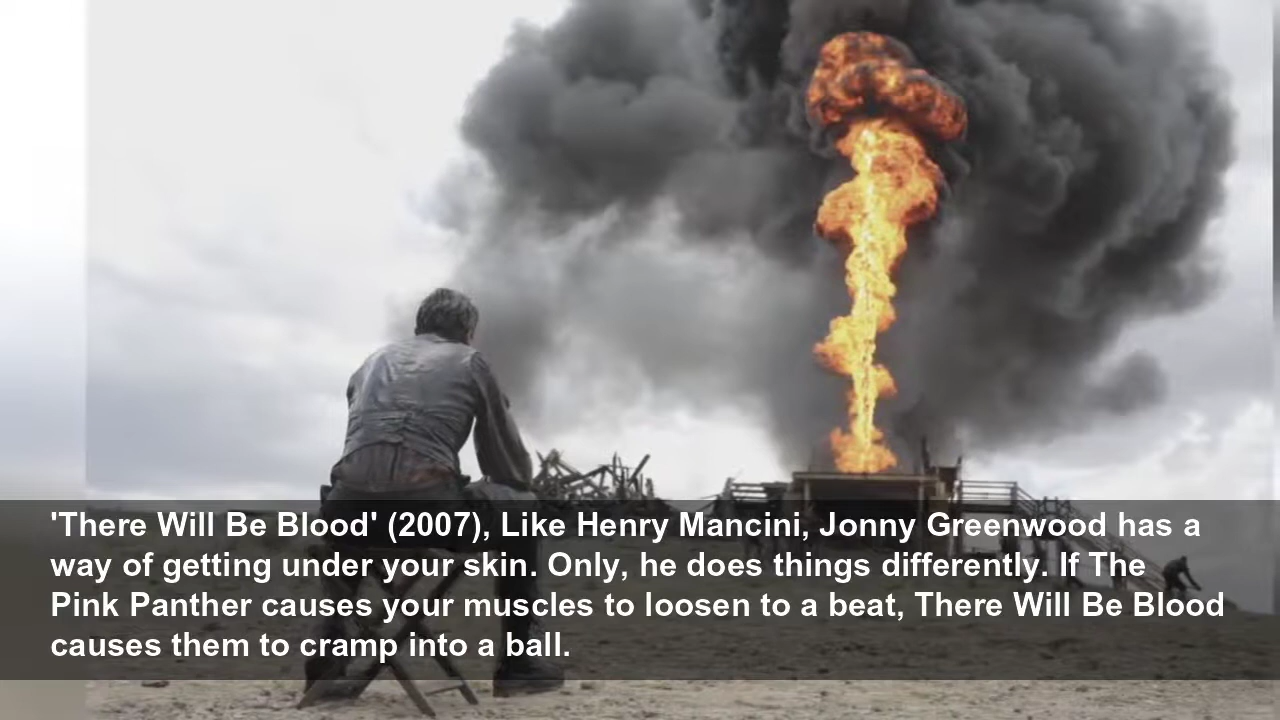 'There Will Be Blood' (2007), Like Henry Mancini, Jonny Greenwood has a
way of getting under your skin. Only, he does things differently. If The
Pink Panther causes your muscles to loosen to a beat, There Will Be Blood
causes them to cramp into a ball.